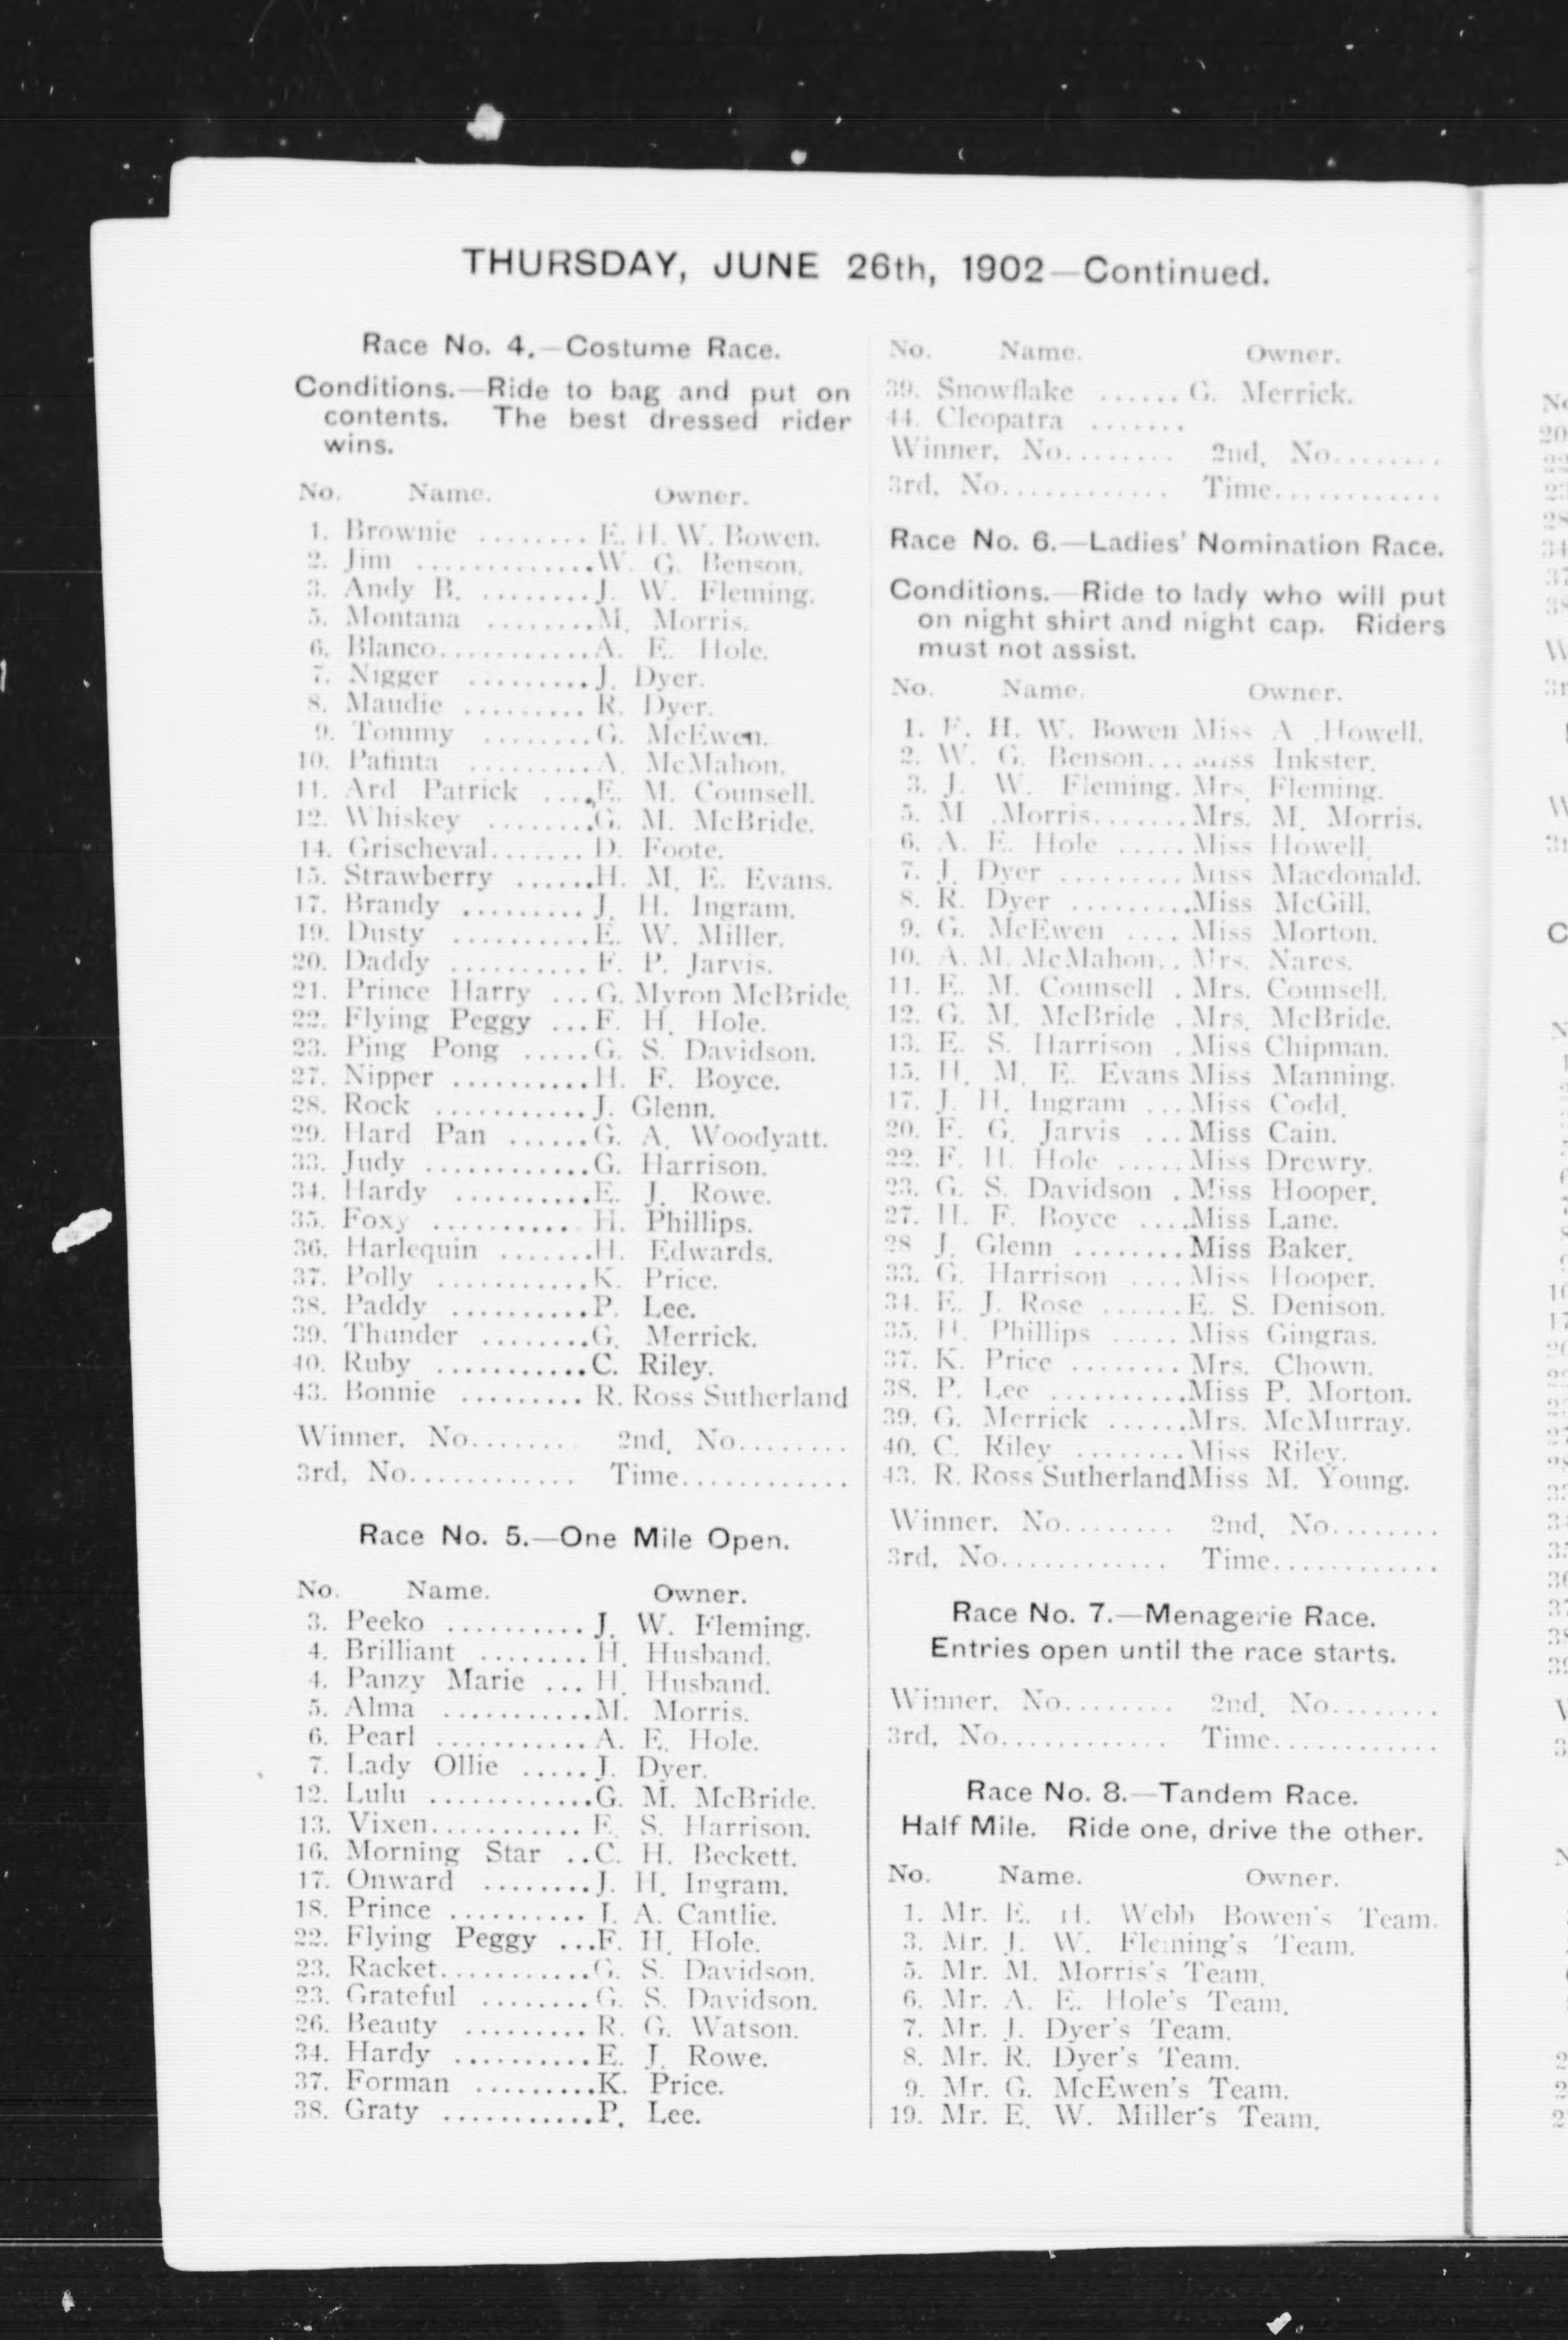 THURSDAY, JUNE 26th, 1902—Continued.
Race No. 4.—Costume Race.
Conditions.—Ride to bag and put on
contents. The best dressed rider
wins.
No. Name. Owner.
1. Brownie ........ E. H. W. Bowen.
2. Jim .............W. G. Benson.
3. Andy B. ........J. W. Fleming.
5. Montana ........M. Morris.
6. Blanco...........A. E. Hole.
7. Nigger .........J. Dyer.
8. Maudie ......... R. Dyer.
9. Tommy ........G. McEwen.
10. Patinta .........A. McMahon.
11. Ard Patrick ....E. M. Counsell.
12. Whiskey ........G. M. McBride.
14. Grischeval....... D. Foote.
15. Strawberry ......H. M. E. Evans.
17. Brandy ......... J. H. Ingram.
19. Dusty ..........E. W. Miller.
20. Daddy .......... F. P. Jarvis.
21. Prince Harry ...G. Myron McBride.
22. Flying Peggy ...F. H. Hole.
23. Ping Pong .....G. S. Davidson.
27. Nipper ..........H. F. Boyce.
28. Rock ...........J. Glenn.
29. Hard Pan ......G. A. Woodyatt.
33. Judy ............G. Harrison.
34. Hardy ..........E. J. Rowe.
35. Foxy .......... H. Phillips.
36. Harlequin .......H. Edwards.
37. Polly ...........K. Price.
38. Paddy ..........P. Lee.
39. Thunder ........G. Merrick.
40. Ruby ...........C. Riley.
43. Bonnie ......... R. Ross Sutherland
Winner, No........ 2nd, No........
3rd, No............ Time............
Race No. 5.—One Mile Open.
No. Name. Owner.
3. Peeko .......... J. W. Fleming.
4. Brilliant ........ H. Husband.
4. Panzy Marie ... H. Husband.
5. Alma ...........M. Morris.
6. Pearl ........... A. E. Hole.
7. Lady Ollie .....J. Dyer.
12. Lulu ............G. M. McBride.
13. Vixen........... E. S. Harrison.
16. Morning Star ..C. H. Beckett.
17. Onward ........J. H. Ingram.
18. Prince .......... J. A. Cantlie.
22. Flying Peggy ...F. H. Hole.
23. Racket...........G. S. Davidson.
23. Grateful ........G. S. Davidson.
26. Beauty ......... R. G. Watson.
34. Hardy ..........E. J. Rowe.
37. Forman .........K. Price.
38. Graty ...........P. Lee.
No. Name. Owner.
39. Snowflake ......G. Merrick.
44. Cleopatra .......
Winner, No........ 2nd, No........
3rd, No............ Time............
Race No. 6.—Ladies' Nomination Race.
Conditions.—Ride to lady who will put
on night shirt and night cap. Riders
must not assist.
No. Name. Owner.
1. E. H. W. Bowen Miss A .Howell.
2. W. G. Benson... Miss Inkster.
3. J. W. Fleming. Mrs. Fleming.
5. M .Morris.......Mrs. M. Morris.
6. A. E. Hole .....Miss Howell.
7. J. Dyer .........Miss Macdonald.
8. R. Dyer .........Miss McGill.
9. G. McEwen .... Miss Morton.
10. A. M. McMahon.. Mrs. Nares.
11. E. M. Counsell . Mrs. Counsell.
12. G. M. McBride . Mrs. McBride.
13. E. S. Harrison . Miss Chipman.
15. H. M. E. Evans Miss Manning.
17. J. H. Ingram ...Miss Codd.
20. F. G. Jarvis ...Miss Cain.
22. F. H. Hole .....Miss Drewry.
23. G. S. Davidson . Miss Hooper.
27. H. F. Boyce ....Miss Lane.
28 J. Glenn ........Miss Baker.
33. G. Harrison ....Miss Hooper.
34. E. J. Rose ......E. S. Denison.
35. H. Phillips ..... Miss Gingras.
37. K. Price ........ Mrs. Chown.
38. P. Lee ..........Miss P. Morton.
39. G. Merrick ......Mrs. McMurray.
40. C. Riley ........Miss Riley.
43. R. Ross SutherlandMiss M. Young.
Winner, No........ 2nd, No........
3rd, No............ Time............
Race No. 7.—Menagerie Race.
Entries open until the race starts.
Winner, No........ 2nd, No........
3rd, No............ Time............
Race No. 8.—Tandem Race.
Half Mile. Ride one, drive the other.
No. Name. Owner.
1. Mr. E. H. Webb Bowen's Team.
3. Mr. J. W. Fleming's Team.
5. Mr. M. Morris's Team.
6. Mr. A. E. Hole's Team.
7. Mr. J. Dyer's Team.
8. Mr. R. Dyer's Team.
9. Mr. G. McEwen's Team.
19. Mr. E. W. Miller's Team.